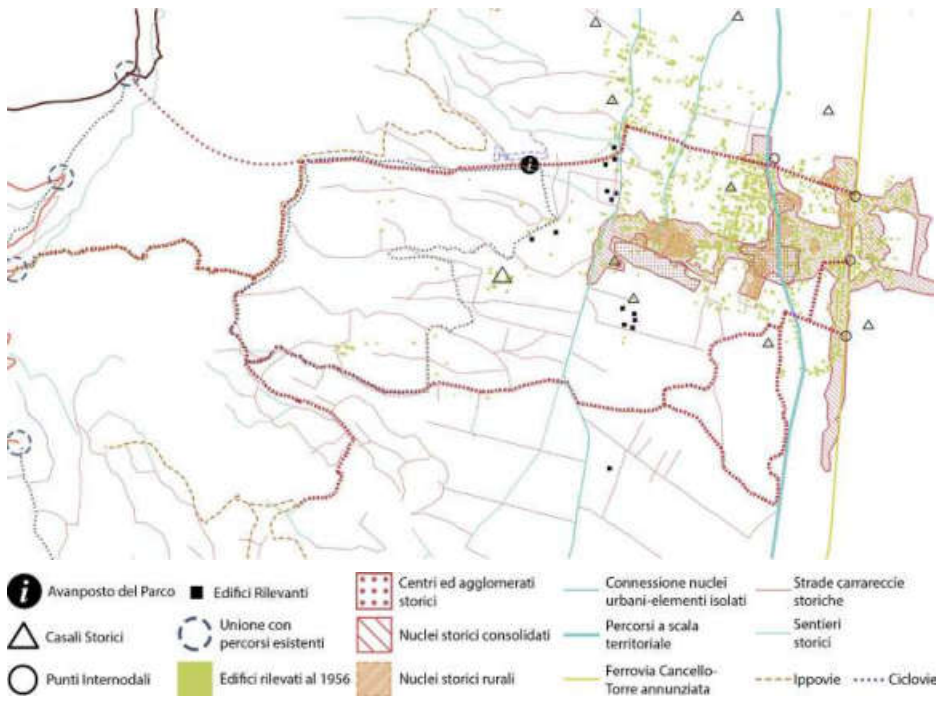 i
i
Avanposto del Parco
Casali Storici
Punti Internodali
Edifici Rilevanti
Unione con
percorsi esistenti
Edifici rilevati al 1956
Centri ed agglomerati
storici
Nuclei storici consolidati
Nuclei storici rurali
Connessione nuclei
urbani-elementi isolati
Percorsi a scala
territoriale
Ferrovia Cancello-
Torre annunziata
Strade carrareccie
storiche
Sentieri
storici
Ippovie
Ciclovie